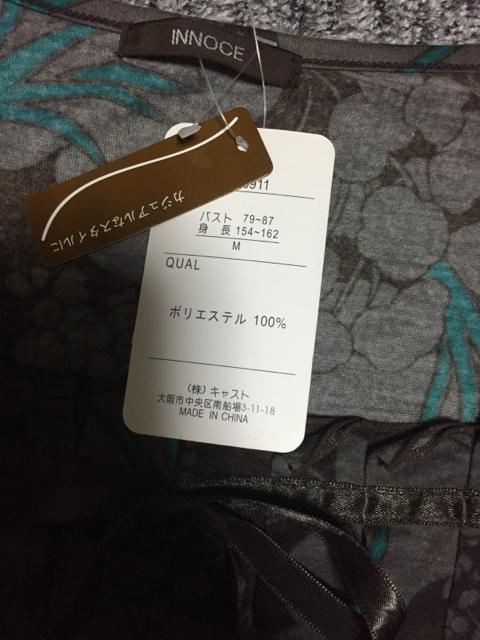 INNOCE
カジュアルなスタイルに
911
バスト 79~87
身 長 154~162
M
QUAL
ポリエステル 100%
(株)キャスト
大阪市中央区南船場3-11-18
MADE IN CHINA